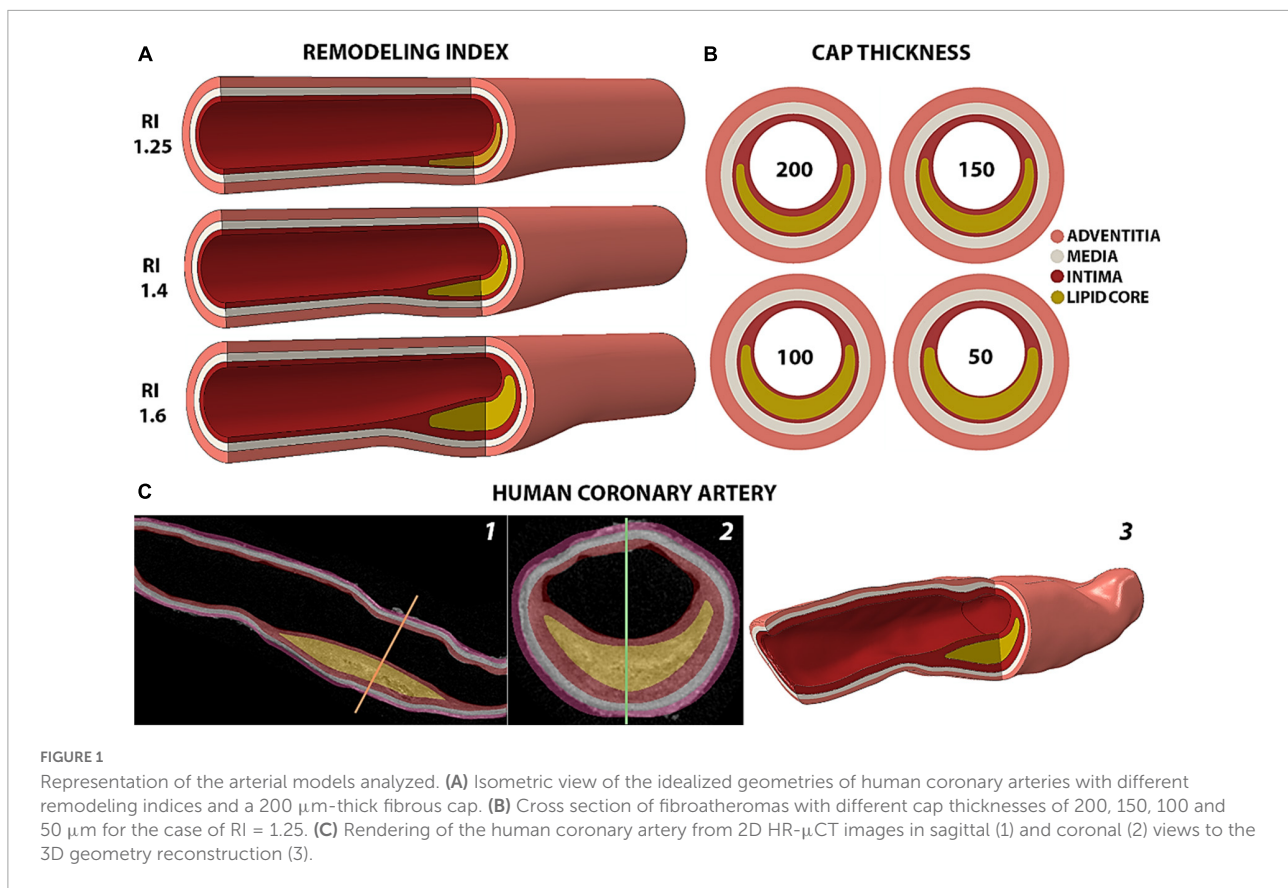 A
REMODELING INDEX
RI
1.25
RI
1.4
RI
1.6
B
CAP THICKNESS
200
150
100
50
ADVENTITIA
MEDIA
INTIMA
LIPID CORE
C
HUMAN CORONARY ARTERY
1
2
3
FIGURE 1
Representation of the arterial models analyzed. (A) Isometric view of the idealized geometries of human coronary arteries with different
remodeling indices and a 200 μm-thick fibrous cap. (B) Cross section of fibroatheromas with different cap thicknesses of 200, 150, 100 and
50 μm for the case of RI = 1.25. (C) Rendering of the human coronary artery from 2D HR-μCT images in sagittal (1) and coronal (2) views to the
3D geometry reconstruction (3).